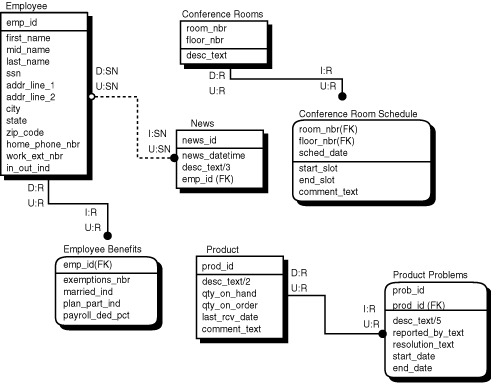 Employee
emp_id
first_name
mid_name
last_name
ssn
addr_line_1
addr_line_2
city
state
zip_code
home_phone_nbr
work_ext_nbr
in_out_ind
D:SN
U:SN
D:R
U:R
I:R
U:R
Employee Benefits
emp_id(FK)
exemptions_nbr
married_ind
plan_part_ind
payroll_ded_pct
Conference Rooms
room_nbr
floor_nbr
desc_text
D:R
U:R
I:R
U:R
Conference Room Schedule
room_nbr(FK)
floor_nbr(FK)
sched_date
start_slot
end_slot
comment_text
I:SN
U:SN
News
news_id
news_datetime
desc_text/3
emp_id (FK)
Product
prod_id
desc_text/2
qty_on_hand
qty_on_order
last_rcv_date
comment_text
D:R
U:R
I:R
U:R
Product Problems
prob_id
prod_id (FK)
desc_text/5
reported_by_text
resolution_text
start_date
end_date